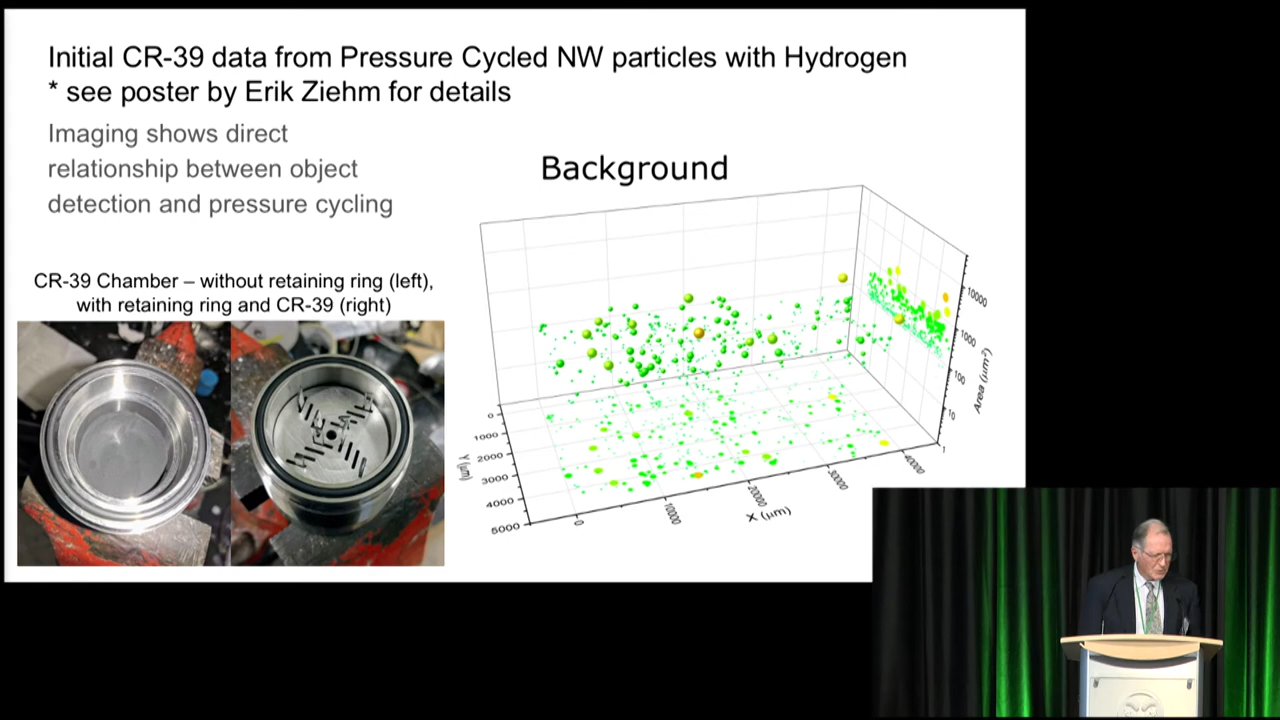 Initial CR-39 data from Pressure Cycled NW particles with Hydrogen
* see poster by Erik Ziehm for details
Imaging shows direct
relationship between object
detection and pressure cycling
Background
CR-39 Chamber – without retaining ring (left),
with retaining ring and CR-39 (right)
10000
1000
100
10
1
Area (μm²)
0
1000
2000
3000
4000
5000
Y (μm)
0
10000
20000
30000
40000
X (μm)